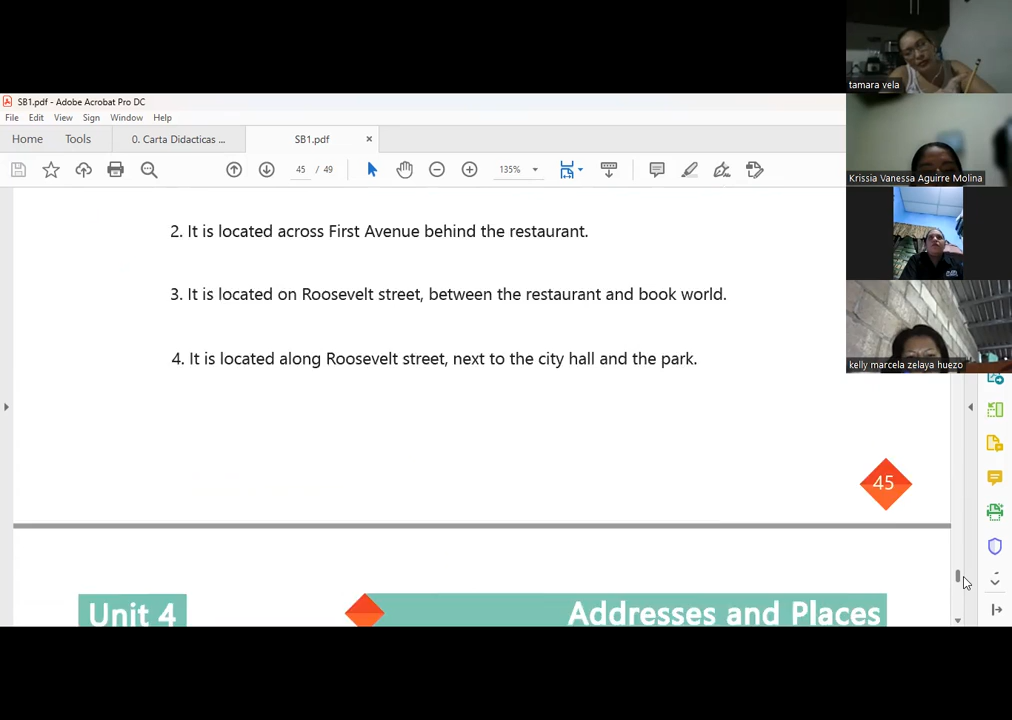 SB1.pdf - Adobe Acrobat Pro DC
File Edit View Sign Window Help
Home Tools 0. Carta Didacticas ... SB1.pdf ×
45 / 49 135%
2. It is located across First Avenue behind the restaurant.
3. It is located on Roosevelt street, between the restaurant and book world.
4. It is located along Roosevelt street, next to the city hall and the park.
45
Unit 4 Addresses and Places
tamara vela
Krissia Vanessa Aguirre Molina
kelly marcela zelaya huezo